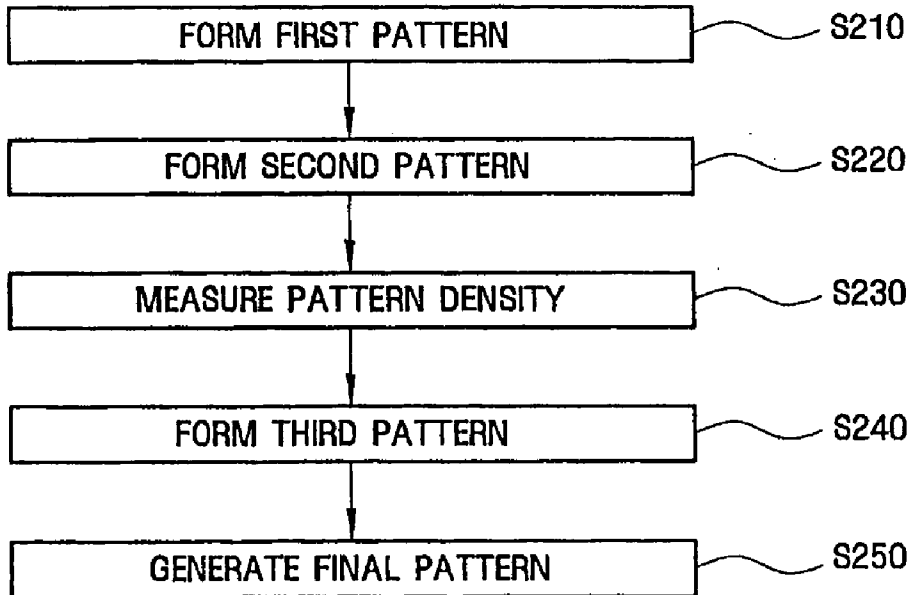 FORM FIRST PATTERN S210
FORM SECOND PATTERN S220
MEASURE PATTERN DENSITY S230
FORM THIRD PATTERN S240
GENERATE FINAL PATTERN S250